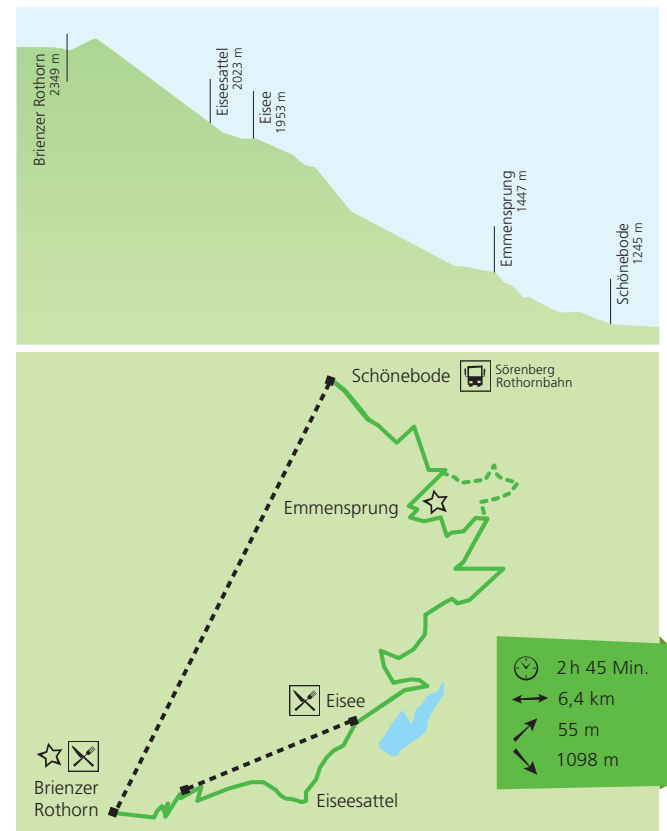 Brienzer Rothorn
2349 m
Eiseesattel
2023 m
Eisee
1953 m
Emmensprung
1447 m
Schönebode
1245 m
Schönebode
Sörenberg
Rothornbahn
Emmensprung
Eisee
Eiseesattel
Brienzer
Rothorn
2 h 45 Min.
6,4 km
55 m
1098 m